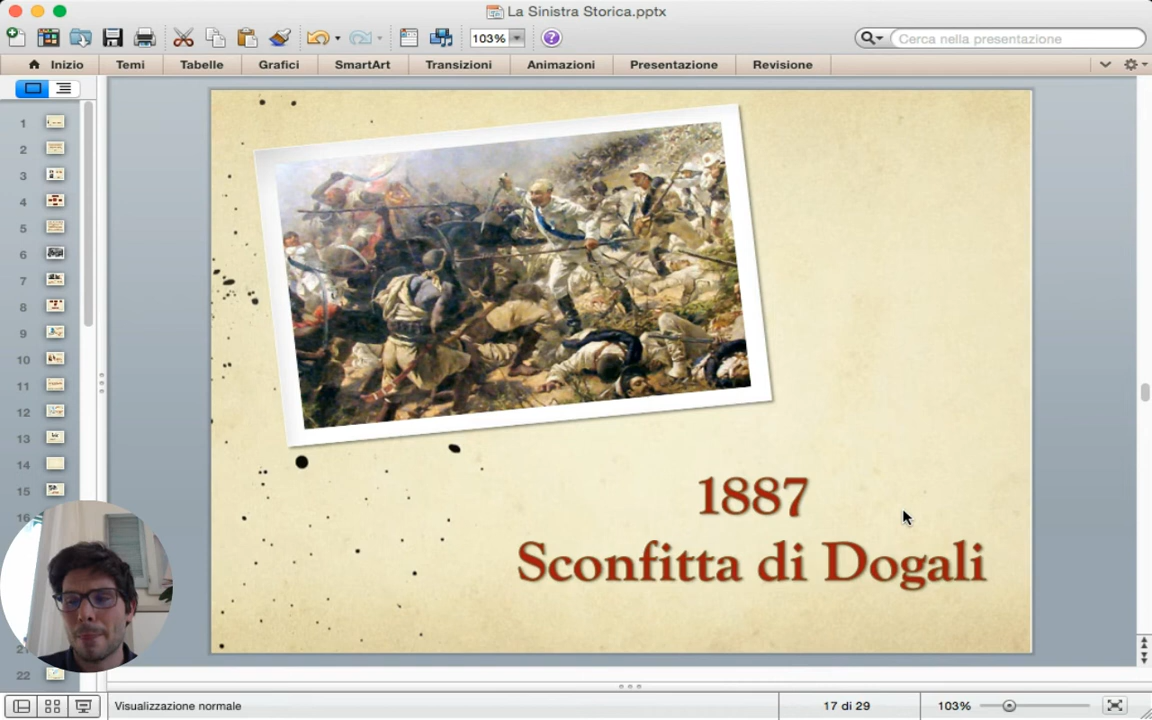 La Sinistra Storica.pptx
103%
Cerca nella presentazione
Inizio
Temi
Tabelle
Grafici
SmartArt
Transizioni
Animazioni
Presentazione
Revisione
1
2
3
4
5
6
7
8
9
10
11
12
13
14
15
16
22
1887
Sconfitta di Dogali
Visualizzazione normale
17 di 29
103%